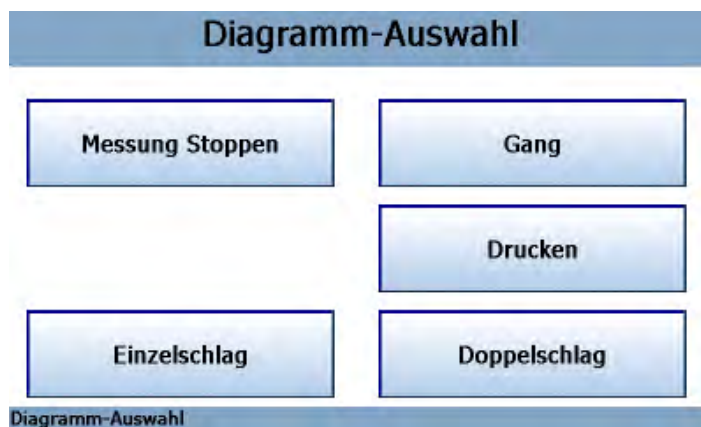 Diagramm-Auswahl
Messung Stoppen
Gang
Drucken
Einzelschlag
Doppelschlag
Diagramm-Auswahl